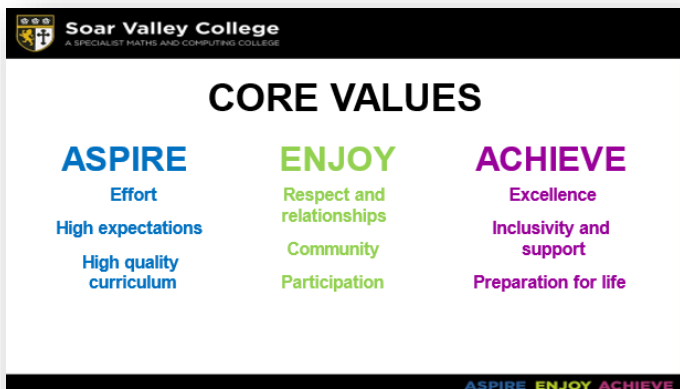 Soar Valley College
A SPECIALIST MATHS AND COMPUTING COLLEGE
CORE VALUES
ASPIRE
Effort
High expectations
High quality
curriculum
ENJOY
Respect and
relationships
Community
Participation
ACHIEVE
Excellence
Inclusivity and
support
Preparation for life
ASPIRE ENJOY ACHIEVE